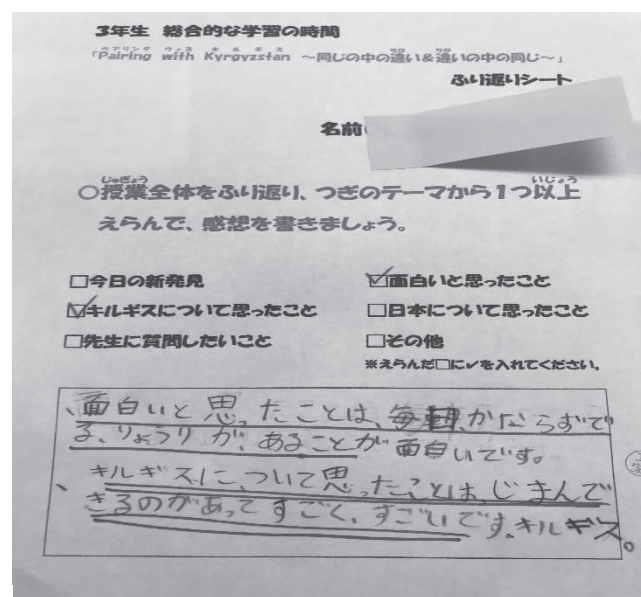 3年生 総合的な学習の時間
「Pairing with Kyrgyzstan ～同じの中の違い&違いの中の同じ～」
ふり返りシート
名前
○授業全体をふり返り、つぎのテーマから1つ以上
えらんで、感想を書きましょう。
□今日の新発見 ☑面白いと思ったこと
☑キルギスについて思ったこと □日本について思ったこと
□先生に質問したいこと □その他
※えらんだ□に✓を入れてください。
、面白いと思ったことは、毎朝、かならずで
る、りょうりが、あることが面白いです。
キルギスに、ついて思ったことは、じまんで
、きるのがあってすごく、すごいです。キルギス。